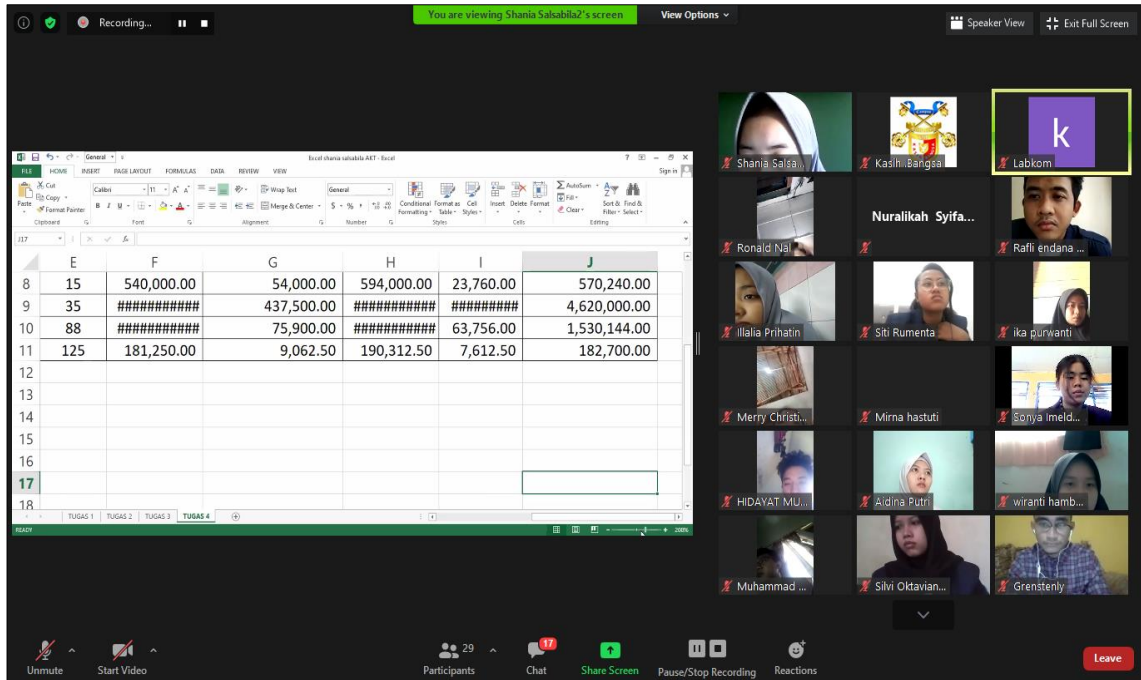 Recording...
You are viewing Shania Salsabila2's screen
View Options
Speaker View
Exit Full Screen
Excel shania salsabila AKT - Excel
Sign in
FILE HOME INSERT PAGE LAYOUT FORMULAS DATA REVIEW VIEW
Cut
Copy
Format Painter
Paste
Clipboard
Calibri 11
Font
Wrap Text
Merge & Center
Alignment
General
Number
Conditional Formatting
Format as Table
Cell Styles
Styles
Insert Delete Format
Cells
AutoSum
Fill
Clear
Sort & Filter
Find & Select
Editing
J17
E F G H I J
8 15 540,000.00 54,000.00 594,000.00 23,760.00 570,240.00
9 35 ########### 437,500.00 ########### ######### 4,620,000.00
10 88 ########### 75,900.00 ########### 63,756.00 1,530,144.00
11 125 181,250.00 9,062.50 190,312.50 7,612.50 182,700.00
12
13
14
15
16
17
18
TUGAS 1 TUGAS 2 TUGAS 3 TUGAS 4
READY
200%
Shania Salsa...
Kasih..Bangsa
k
Labkom
Ronald Nal
Nuralikah Syifa...
Rafli endana ...
Illalia Prihatin
Siti Rumenta
ika purwanti
Merry Christi...
Mirna hastuti
Sonya Imeld...
HIDAYAT MU...
Aidina Putri
wiranti hamb...
Muhammad ...
Silvi Oktavian...
Grenstenly
Unmute
Start Video
29
Participants
17
Chat
Share Screen
Pause/Stop Recording
Reactions
Leave